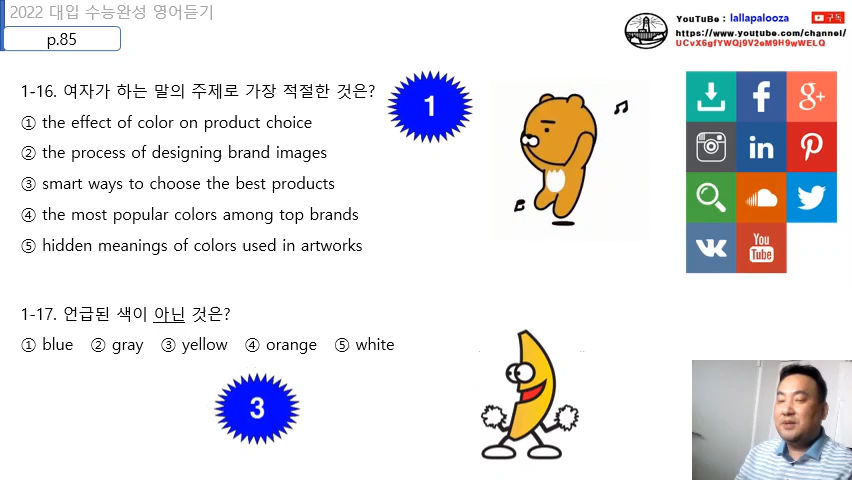 2022 대입 수능완성 영어듣기
p.85
YouTuBe : lallapalooza
구독
https://www.youtube.com/channel/
UCvX6gfYWQj9V2eM9H9wWELQ
1-16. 여자가 하는 말의 주제로 가장 적절한 것은?
① the effect of color on product choice
② the process of designing brand images
③ smart ways to choose the best products
④ the most popular colors among top brands
⑤ hidden meanings of colors used in artworks
1
f
g+
in
You
Tube
1-17. 언급된 색이 아닌 것은?
① blue ② gray ③ yellow ④ orange ⑤ white
3